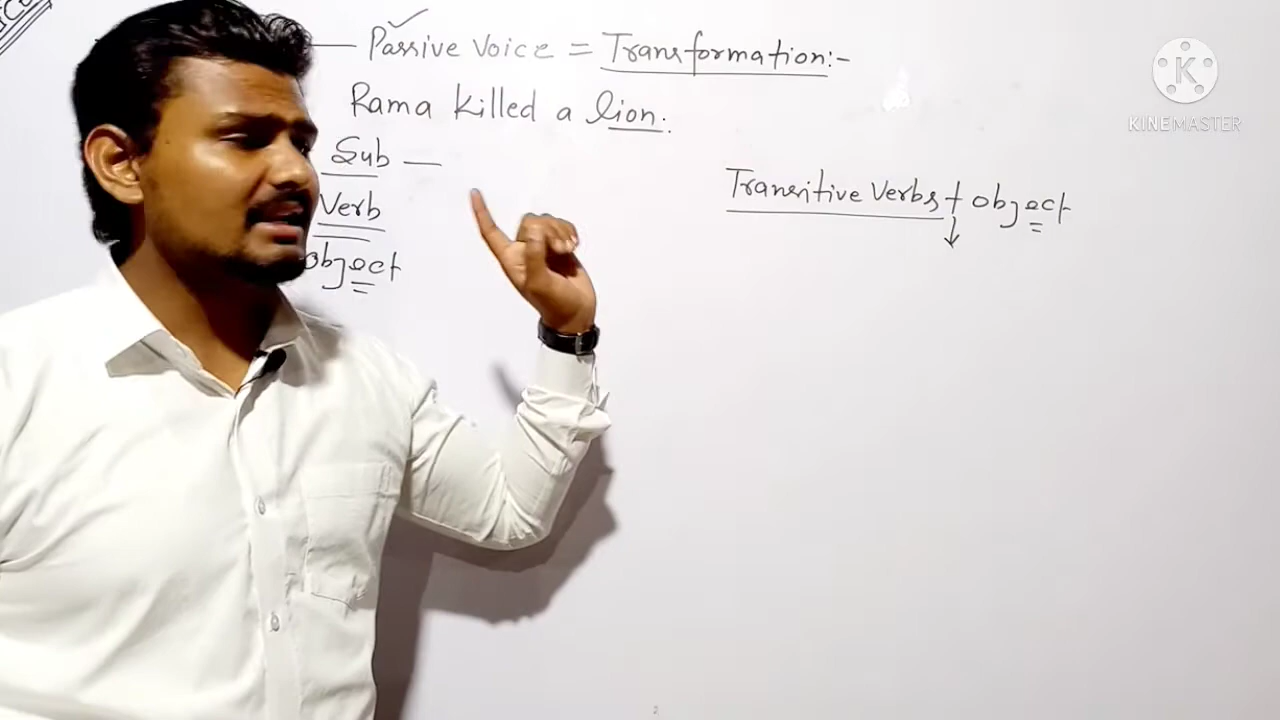 — Passive Voice = Transformation:-
Rama killed a lion.
Sub —
Verb
object
Transitive Verbs + object
K
KINEMASTER